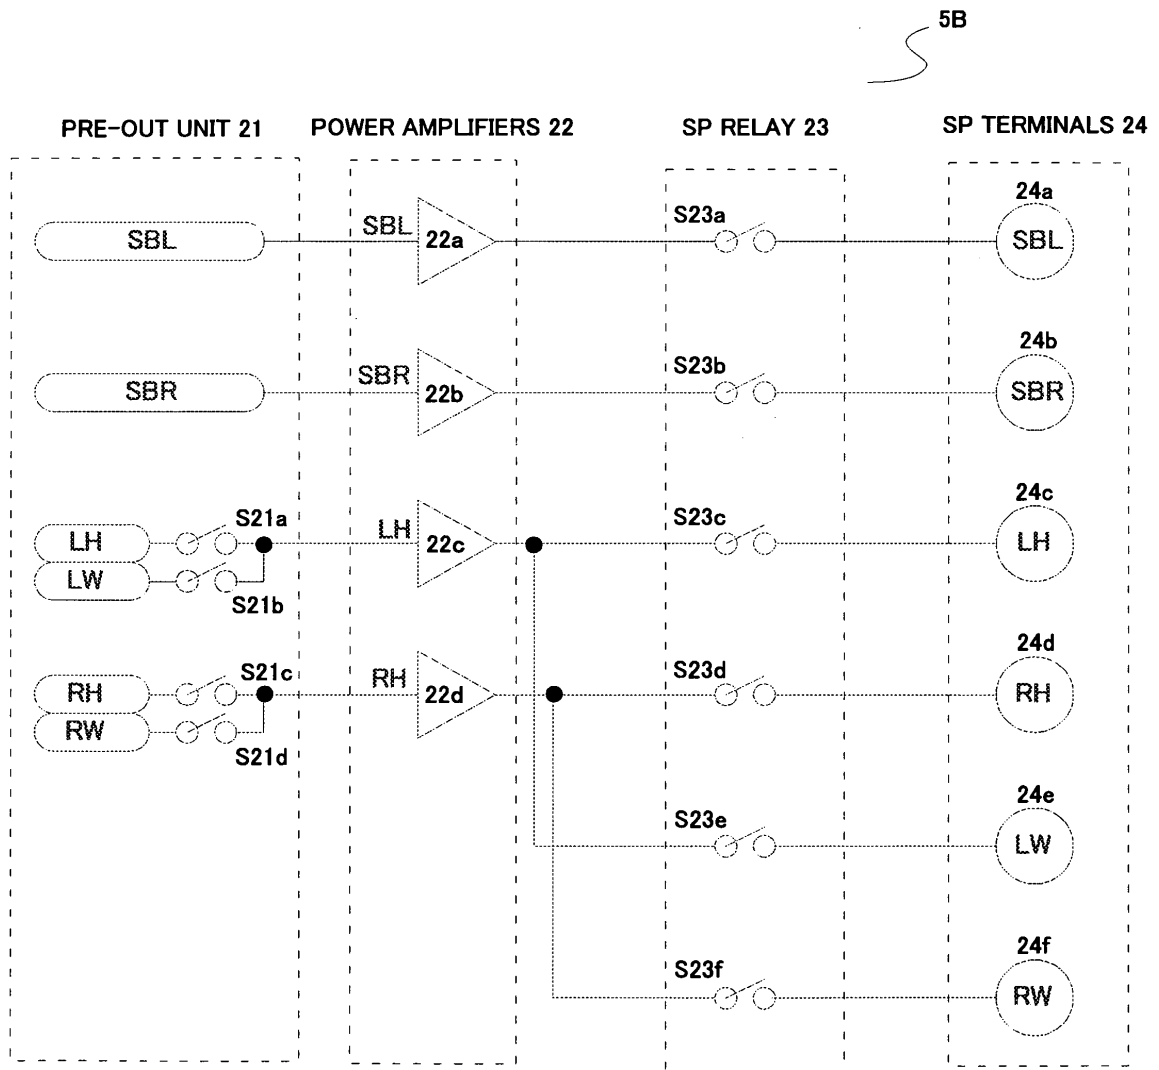 5B
PRE-OUT UNIT 21
POWER AMPLIFIERS 22
SP RELAY 23
SP TERMINALS 24
SBL
SBL
22a
S23a
24a
SBL
SBR
SBR
22b
S23b
24b
SBR
LH
LW
S21a
S21b
LH
22c
S23c
24c
LH
RH
RW
S21c
S21d
RH
22d
S23d
24d
RH
S23e
24e
LW
S23f
24f
RW